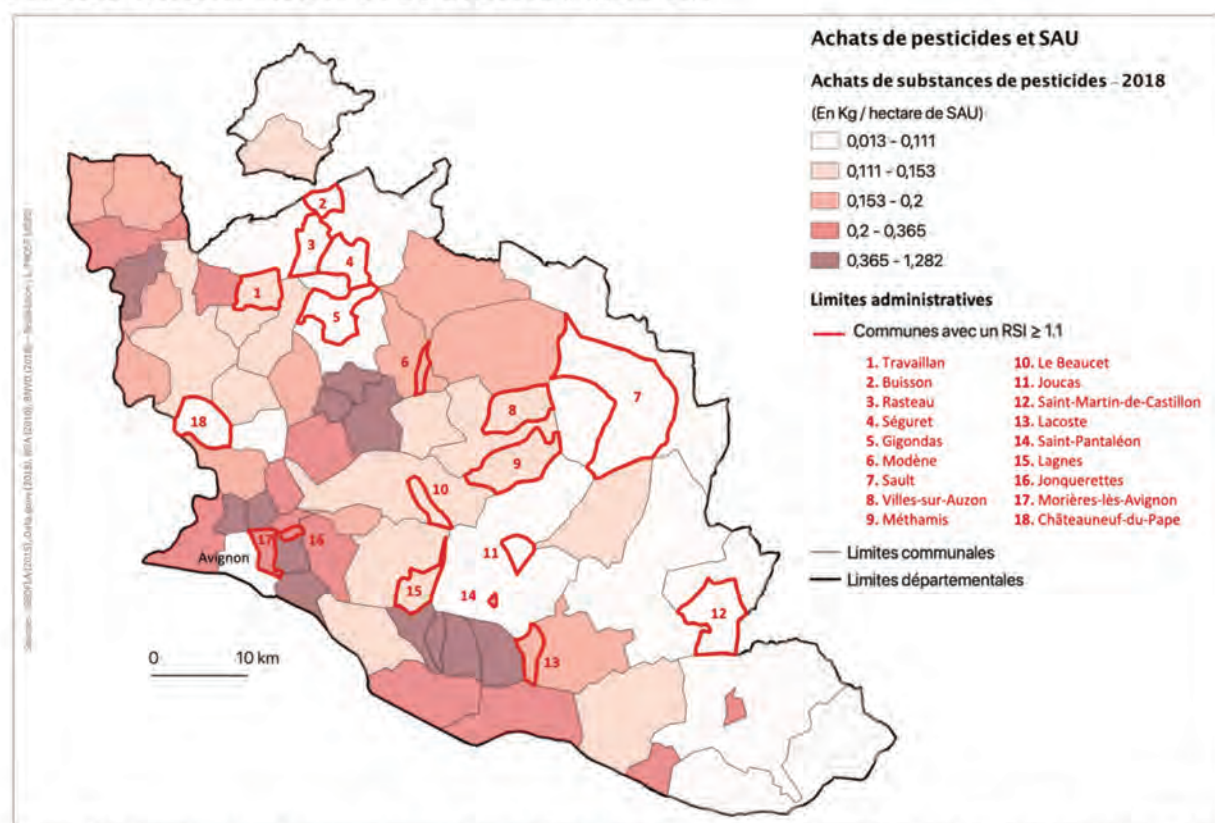 Achats de pesticides et SAU
Achats de substances de pesticides – 2018
(En Kg / hectare de SAU)
0,013 - 0,111
0,111 - 0,153
0,153 - 0,2
0,2 - 0,365
0,365 - 1,282
Limites administratives
Communes avec un RSI ≥ 1.1
1. Travaillan
2. Buisson
3. Rasteau
4. Séguret
5. Gigondas
6. Modène
7. Sault
8. Villes-sur-Auzon
9. Méthamis
10. Le Beaucet
11. Joucas
12. Saint-Martin-de-Castillon
13. Lacoste
14. Saint-Pantaléon
15. Lagnes
16. Jonquerettes
17. Morières-lès-Avignon
18. Châteauneuf-du-Pape
Limites communales
Limites départementales
2
3
4
1
5
6
7
8
18
9
10
17
16
Avignon
11
15
14
12
13
0 10 km